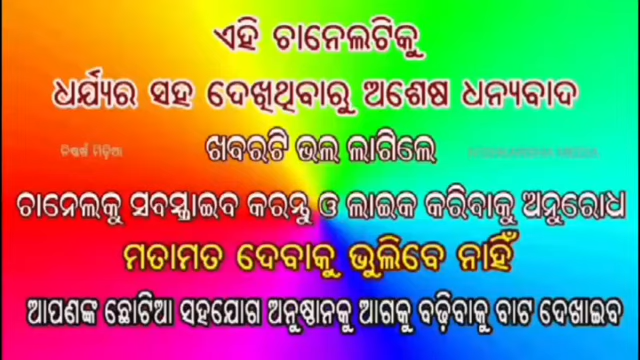 ଏହି ଚାନେଲଟିକୁ
ଧର୍ଯ୍ୟର ସହ ଦେଖିଥିବାରୁ ଅଶେଷ ଧନ୍ୟବାଦ
ଖବରଟି ଭଲ ଲାଗିଲେ
ଚାନେଲକୁ ସବସ୍କ୍ରାଇବ କରନ୍ତୁ ଓ ଲାଇକ କରିବାକୁ ଅନୁରୋଧ
ମତାମତ ଦେବାକୁ ଭୁଲିବେ ନାହିଁ
ଆପଣଙ୍କ ଛୋଟିଆ ସହଯୋଗ ଅନୁଷ୍ଠାନକୁ ଆଗକୁ ବଢ଼ିବାକୁ ବାଟ ଦେଖାଇବ